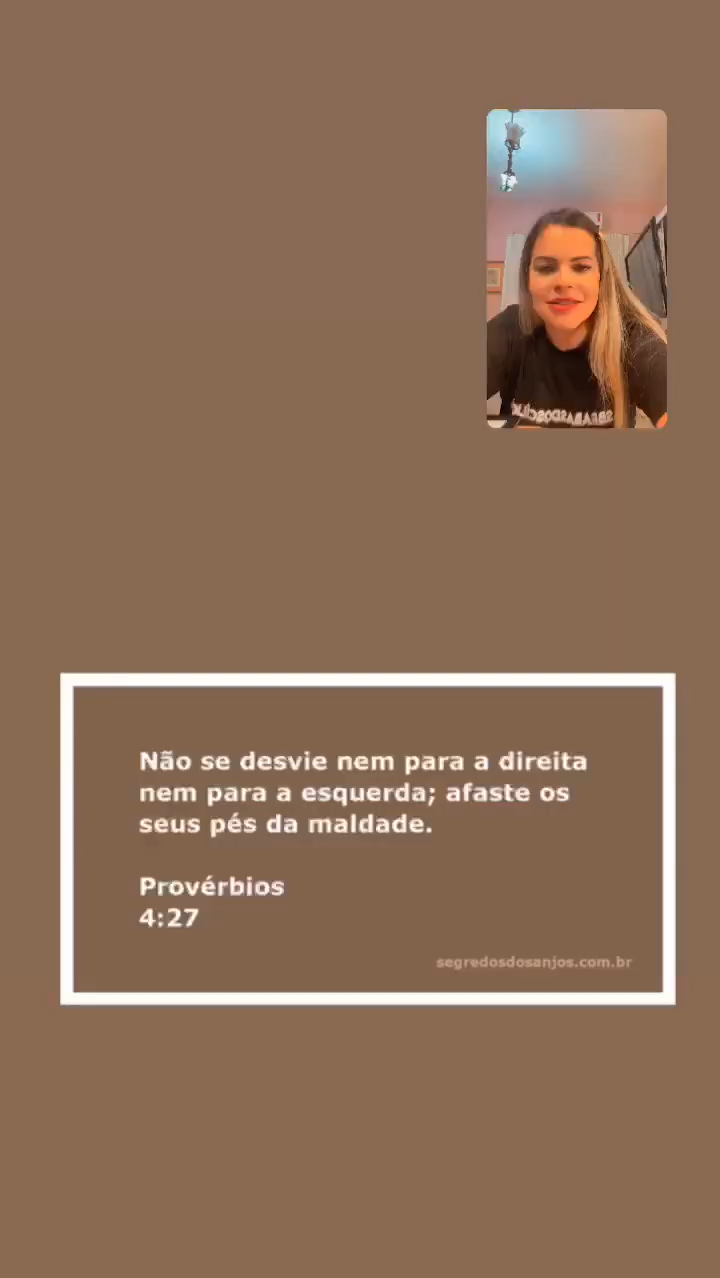 Não se desvie nem para a direita
nem para a esquerda; afaste os
seus pés da maldade.
Provérbios
4:27
segredosdosanjos.com.br